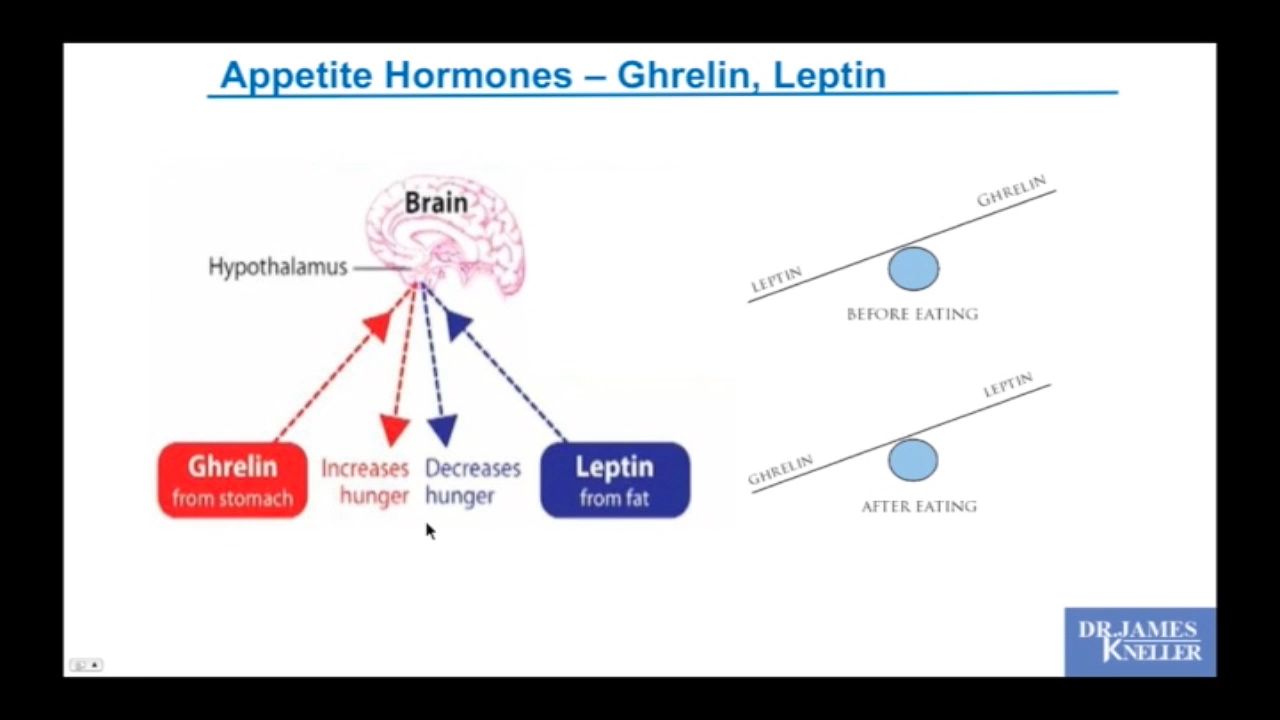 Appetite Hormones – Ghrelin, Leptin
Brain
Hypothalamus
Ghrelin
from stomach
Increases
hunger
Decreases
hunger
Leptin
from fat
GHRELIN
LEPTIN
BEFORE EATING
LEPTIN
GHRELIN
AFTER EATING
DR.JAMES
KNELLER